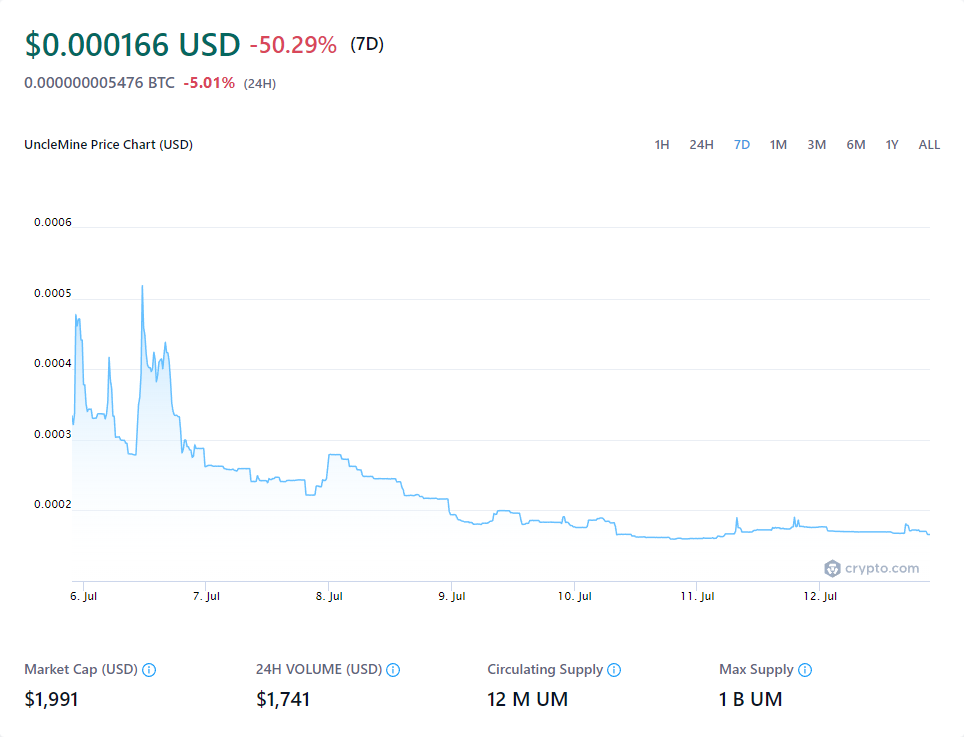 $0.000166 USD -50.29% (7D)
0.000000005476 BTC -5.01% (24H)
UncleMine Price Chart (USD) 1H 24H 7D 1M 3M 6M 1Y ALL
0.0006
0.0005
0.0004
0.0003
0.0002
crypto.com
6. Jul 7. Jul 8. Jul 9. Jul 10. Jul 11. Jul 12. Jul
Market Cap (USD) 24H VOLUME (USD) Circulating Supply Max Supply
$1,991 $1,741 12 M UM 1 B UM